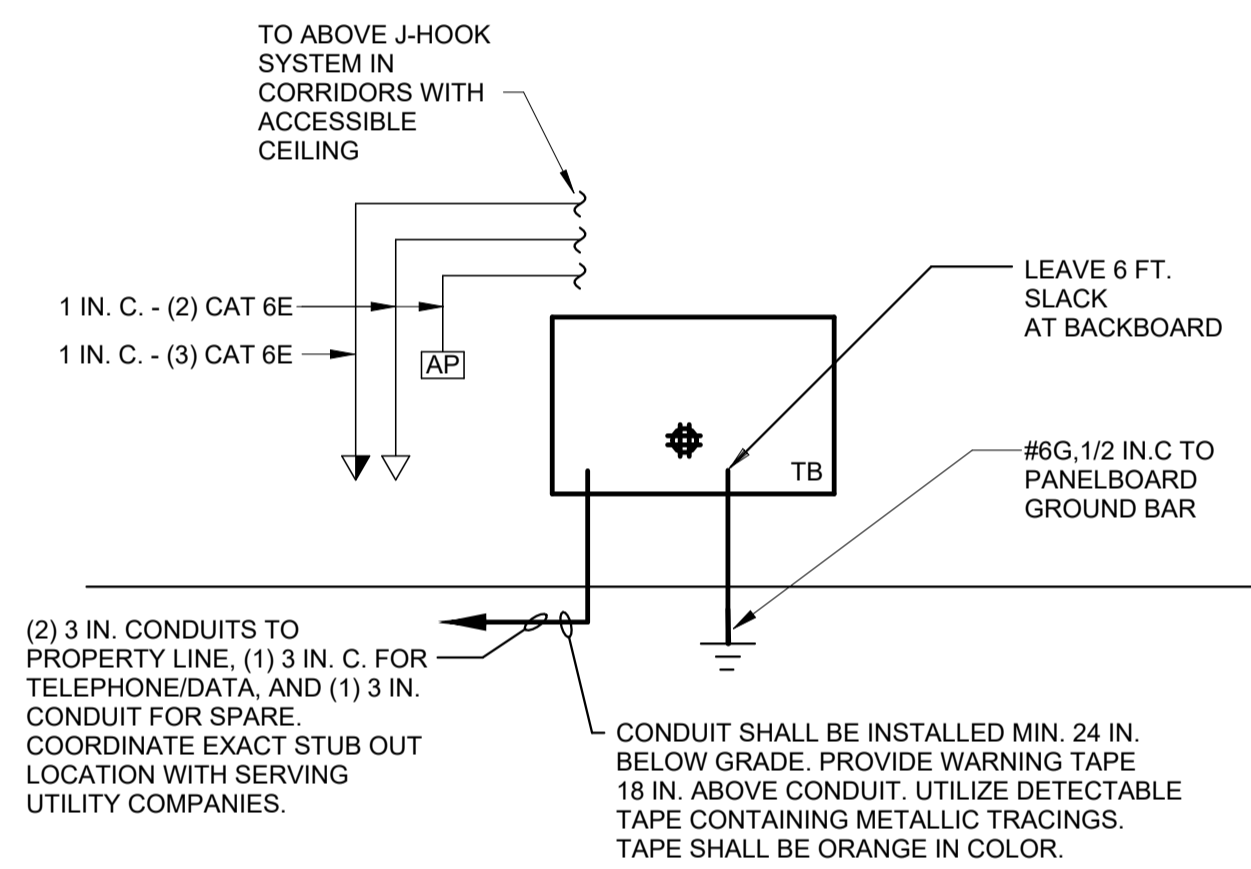 TO ABOVE J-HOOK
SYSTEM IN
CORRIDORS WITH
ACCESSIBLE
CEILING
1 IN. C. - (2) CAT 6E
1 IN. C. - (3) CAT 6E
AP
LEAVE 6 FT.
SLACK
AT BACKBOARD
TB
#6G,1/2 IN.C TO
PANELBOARD
GROUND BAR
(2) 3 IN. CONDUITS TO
PROPERTY LINE, (1) 3 IN. C. FOR
TELEPHONE/DATA, AND (1) 3 IN.
CONDUIT FOR SPARE.
COORDINATE EXACT STUB OUT
LOCATION WITH SERVING
UTILITY COMPANIES.
CONDUIT SHALL BE INSTALLED MIN. 24 IN.
BELOW GRADE. PROVIDE WARNING TAPE
18 IN. ABOVE CONDUIT. UTILIZE DETECTABLE
TAPE CONTAINING METALLIC TRACINGS.
TAPE SHALL BE ORANGE IN COLOR.